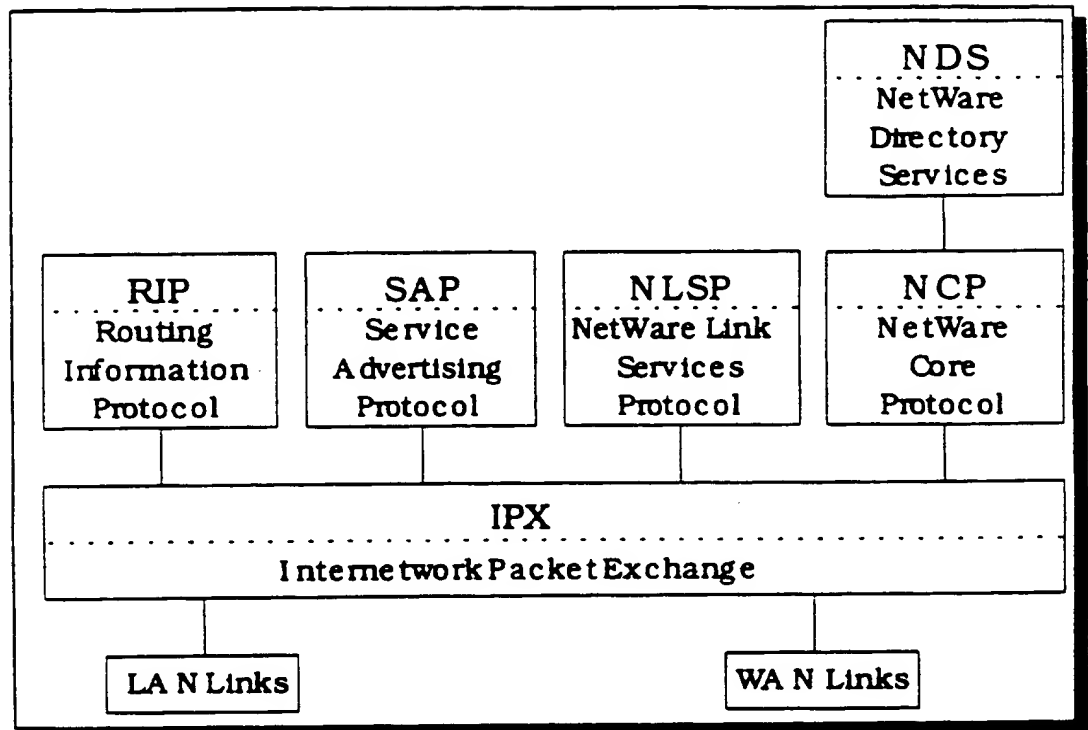 NDS
NetWare
Directory
Services
RIP
Routing
Information
Protocol
SAP
Service
Advertising
Protocol
NLSP
NetWare Link
Services
Protocol
NCP
NetWare
Core
Protocol
IPX
Internetwork Packet Exchange
LAN Links
WAN Links